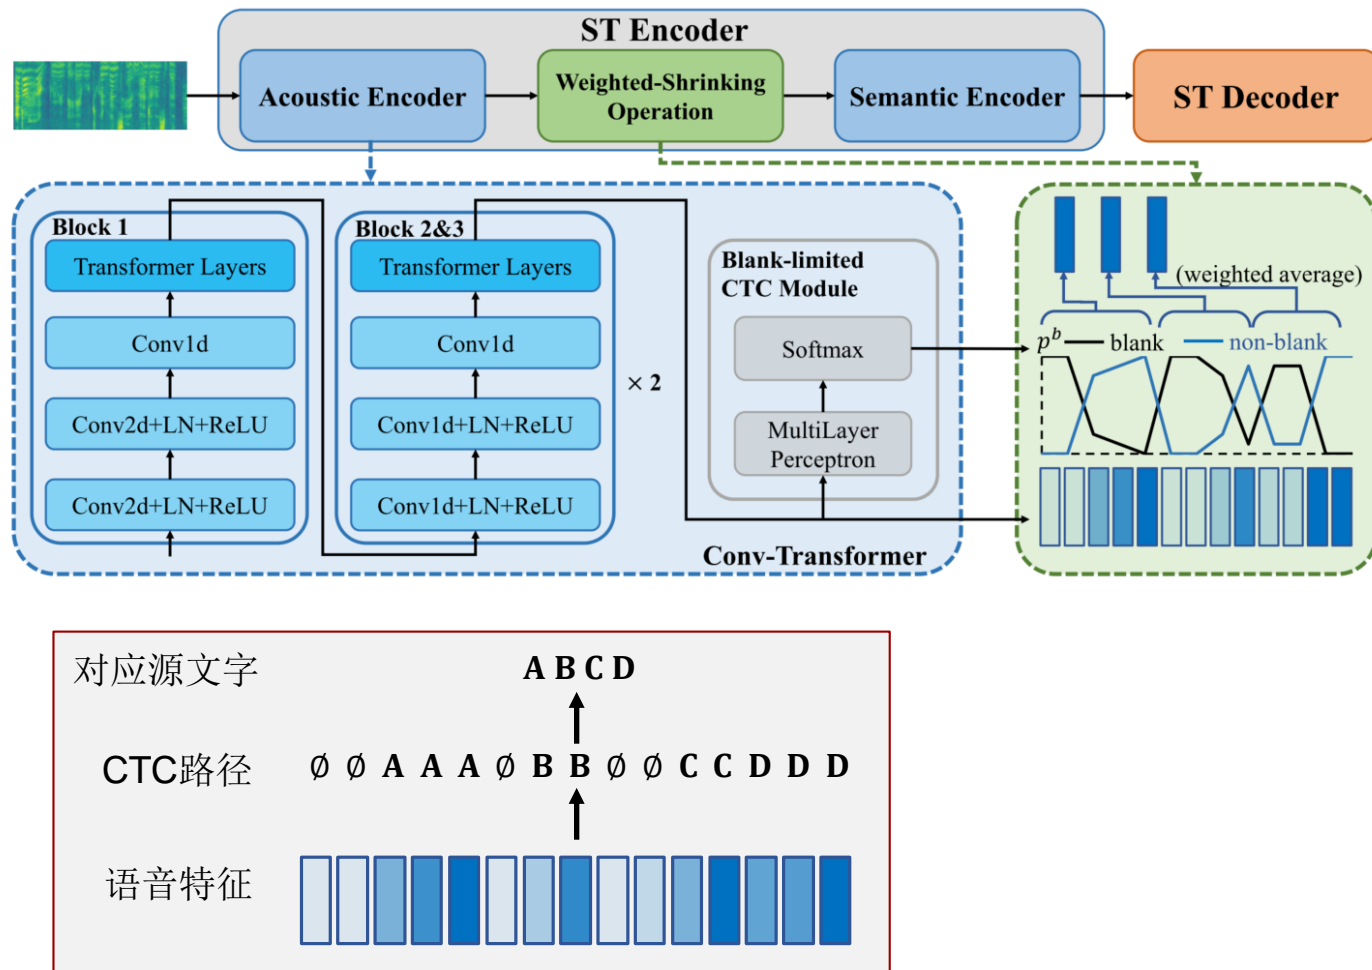 ST Encoder
Acoustic Encoder
Weighted-Shrinking
Operation
Semantic Encoder
ST Decoder
Block 1
Transformer Layers
Conv1d
Conv2d+LN+ReLU
Conv2d+LN+ReLU
Block 2&3
Transformer Layers
Conv1d
Conv1d+LN+ReLU
Conv1d+LN+ReLU
× 2
Blank-limited
CTC Module
Softmax
MultiLayer
Perceptron
Conv-Transformer
(weighted average)
p^b blank non-blank
对应源文字 A B C D
CTC路径 ∅ ∅ A A A ∅ B B ∅ ∅ C C D D D
语音特征